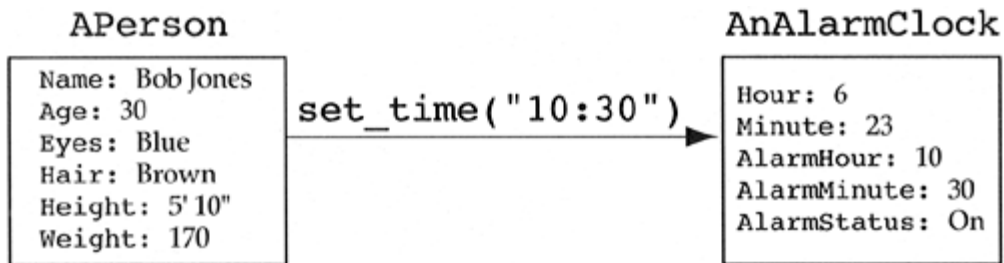 APerson
Name: Bob Jones
Age: 30
Eyes: Blue
Hair: Brown
Height: 5' 10"
Weight: 170
set_time("10:30")
AnAlarmClock
Hour: 6
Minute: 23
AlarmHour: 10
AlarmMinute: 30
AlarmStatus: On